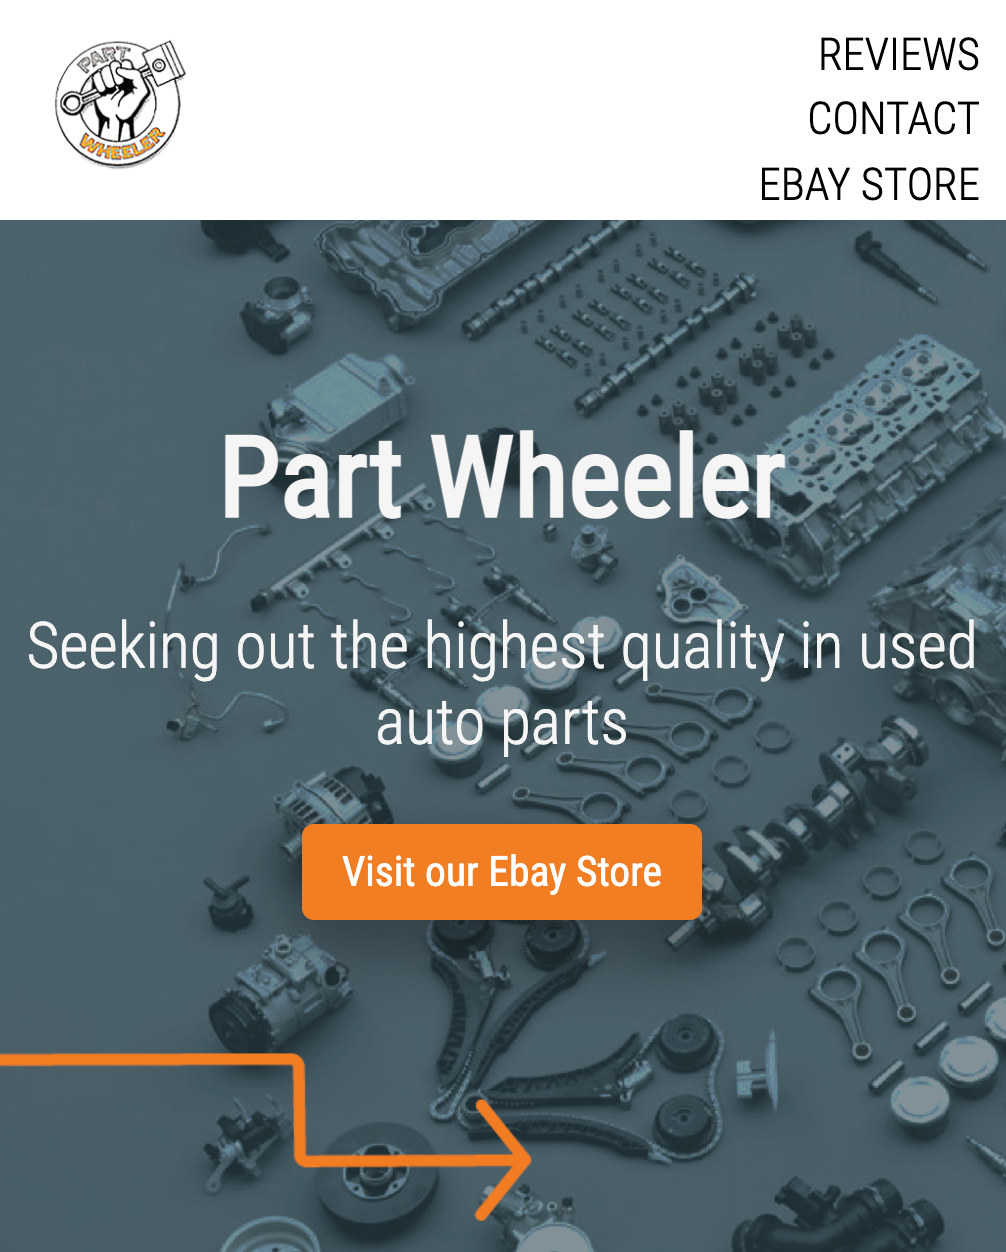 PART
WHEELER
REVIEWS
CONTACT
EBAY STORE
Part Wheeler
Seeking out the highest quality in used
auto parts
Visit our Ebay Store